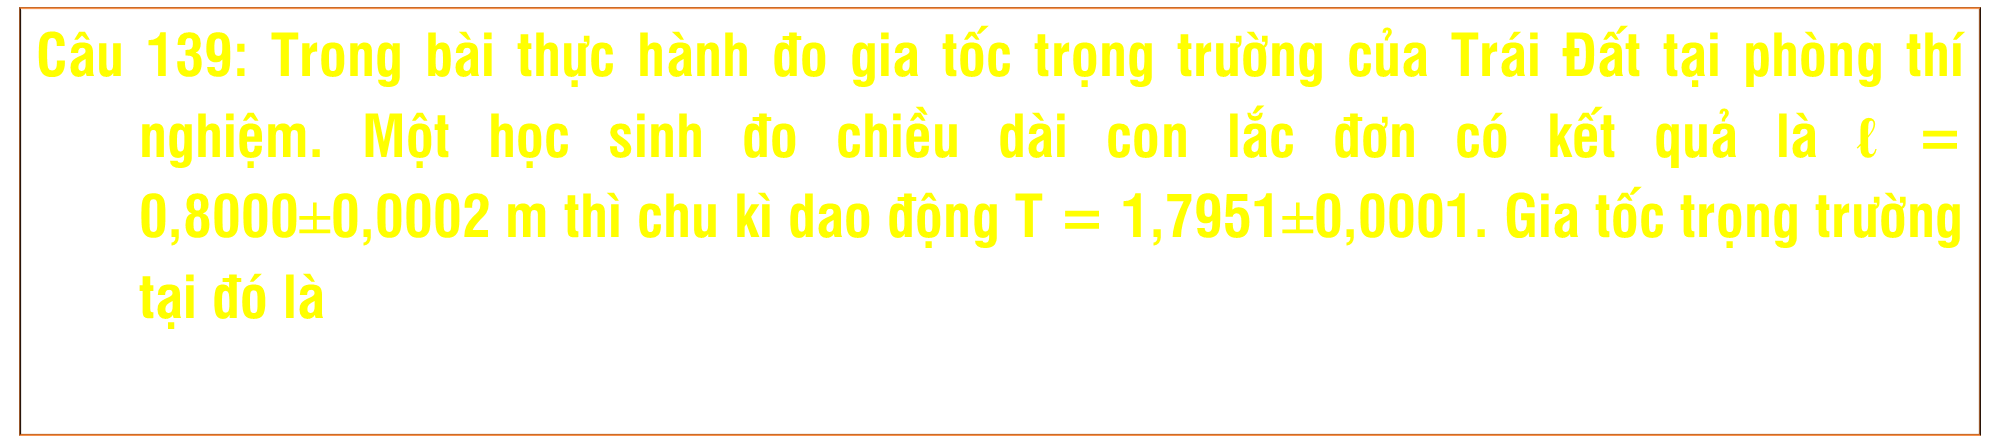 Câu 139: Trong bài thực hành đo gia tốc trọng trường của Trái Đất tại phòng thí
nghiệm. Một học sinh đo chiều dài con lắc đơn có kết quả là ℓ =
0,8000±0,0002 m thì chu kì dao động T = 1,7951±0,0001. Gia tốc trọng trường
tại đó là